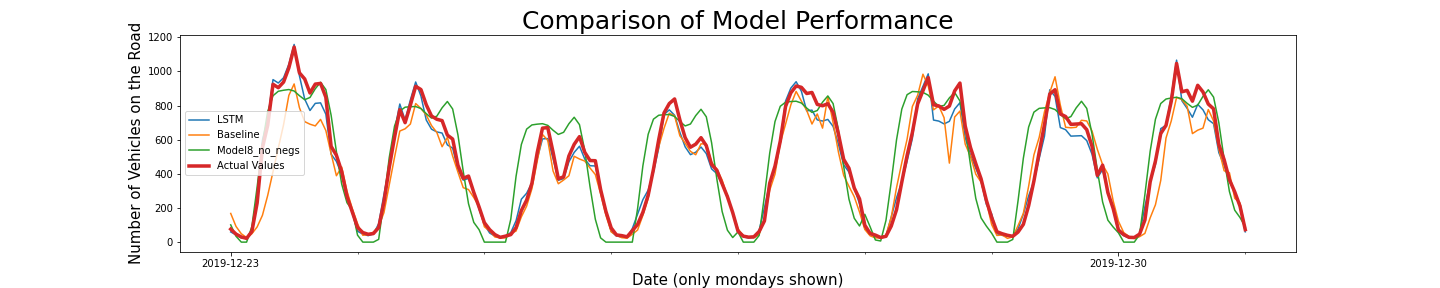 Comparison of Model Performance
Number of Vehicles on the Road
1200
1000
800
600
400
200
0
LSTM
Baseline
Model8_no_negs
Actual Values
2019-12-23
2019-12-30
Date (only mondays shown)